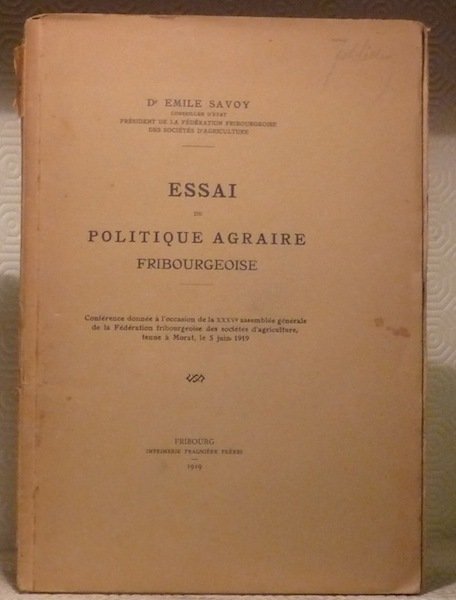 Dr EMILE SAVOY
CONSEILLER D'ETAT
PRÉSIDENT DE LA FÉDÉRATION FRIBOURGEOISE
DES SOCIÉTÉS D'AGRICULTURE
ESSAI
DE
POLITIQUE AGRAIRE
FRIBOURGEOISE
Conférence donnée à l'occasion de la XXXVe assemblée générale
de la Fédération fribourgeoise des sociétés d'agriculture,
tenue à Morat, le 5 juin 1919
FRIBOURG
IMPRIMERIE FRAGNIÈRE FRÈRES
1919